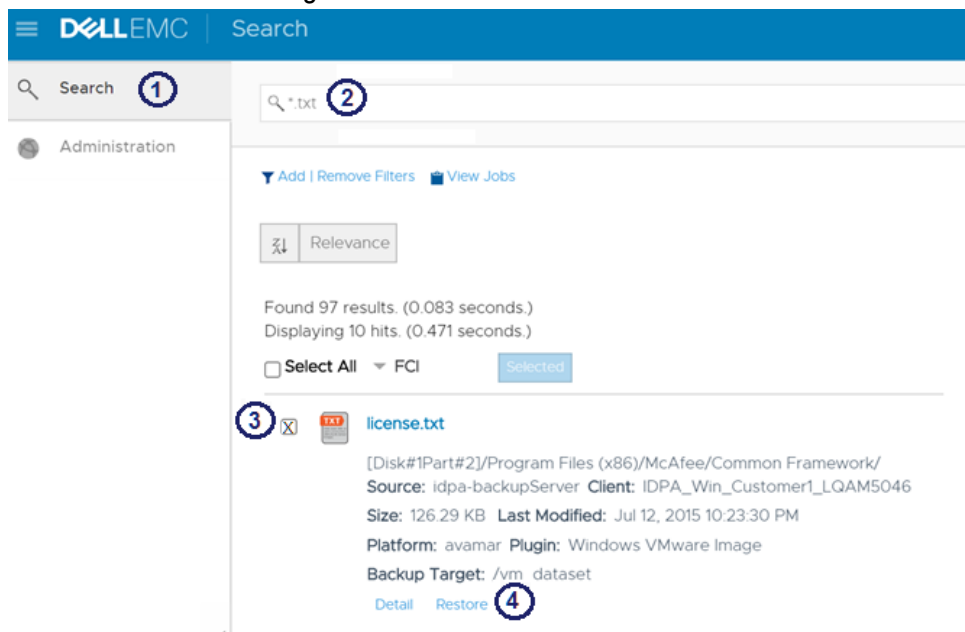 DELLEMC | Search
Search 1
*.txt 2
Administration
Add | Remove Filters View Jobs
Relevance
Found 97 results. (0.083 seconds.)
Displaying 10 hits. (0.471 seconds.)
Select All FCI Selected
3 X TXT license.txt
[Disk#1Part#2]/Program Files (x86)/McAfee/Common Framework/
Source: idpa-backupServer Client: IDPA_Win_Customer1_LQAM5046
Size: 126.29 KB Last Modified: Jul 12, 2015 10:23:30 PM
Platform: avamar Plugin: Windows VMware Image
Backup Target: /vm_dataset
Detail Restore 4